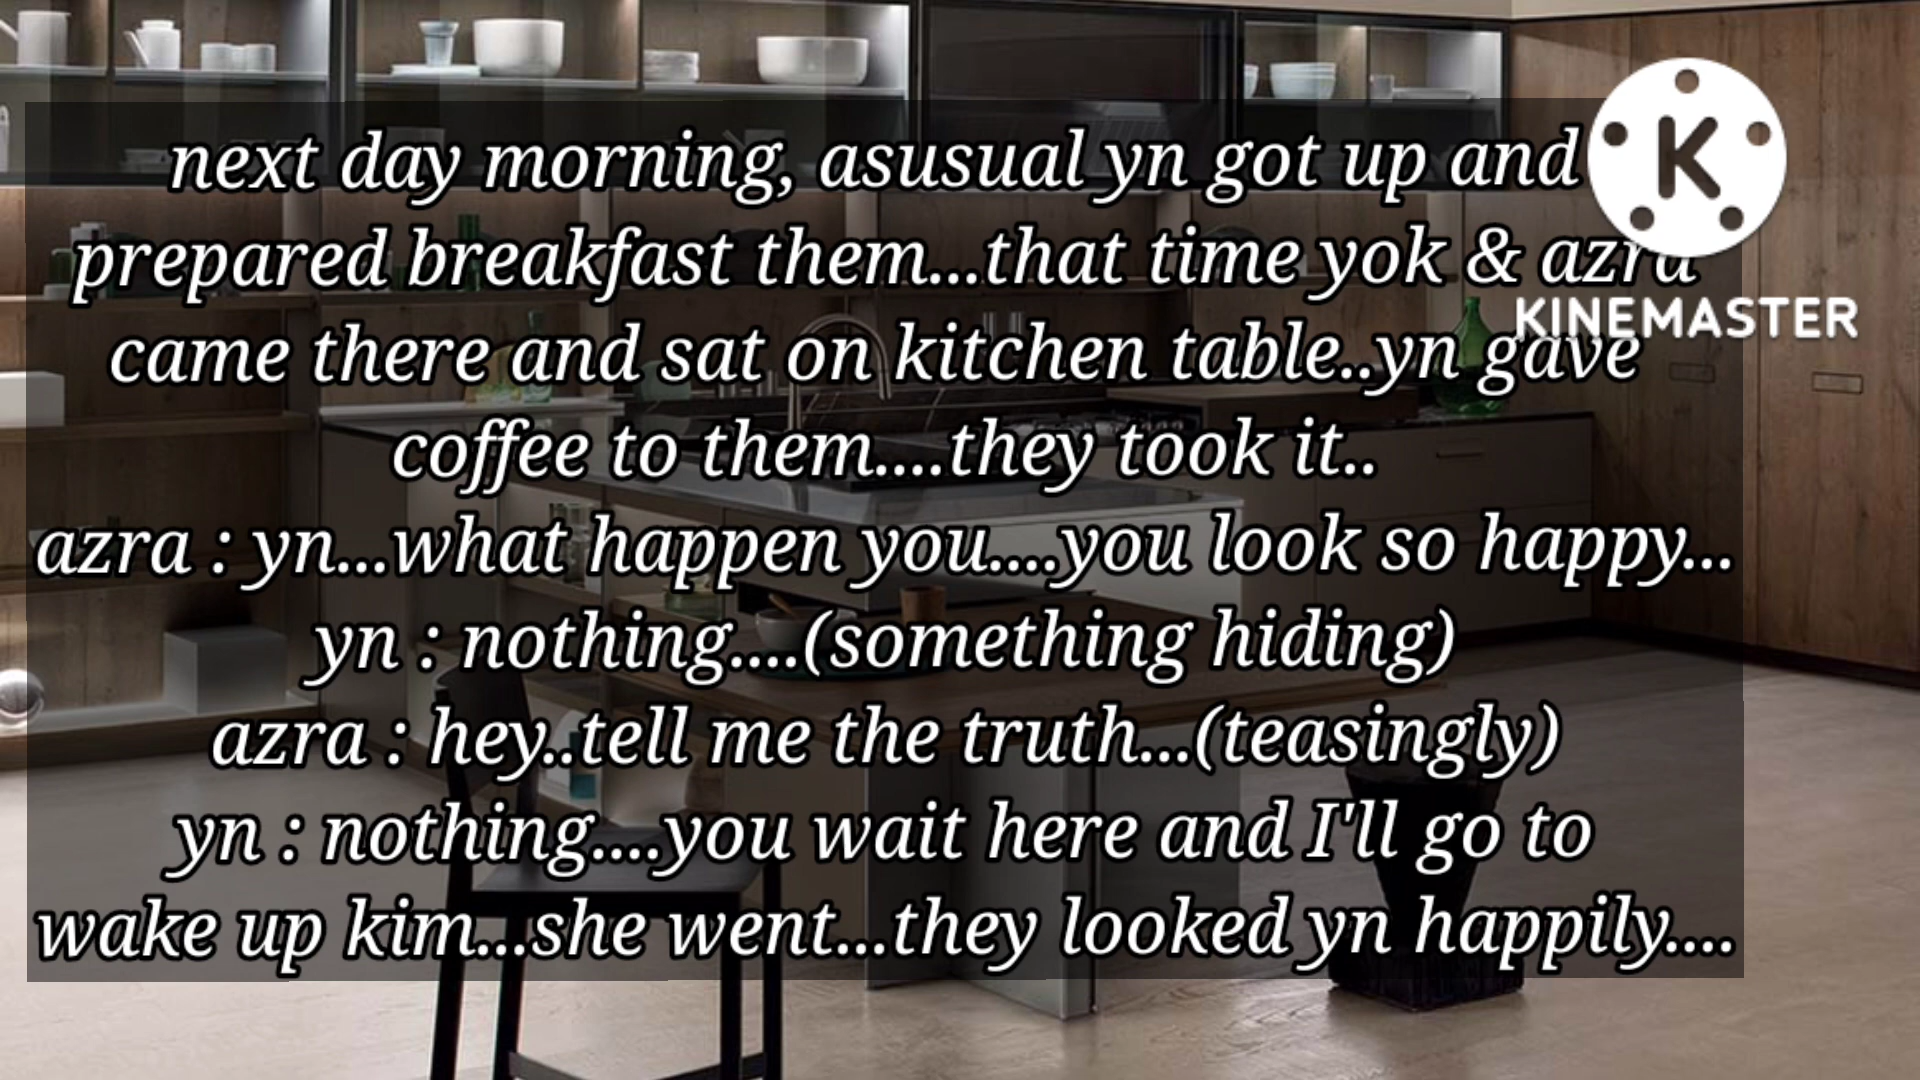 next day morning, asusual yn got up and
prepared breakfast them...that time yok & azra
came there and sat on kitchen table..yn gave
coffee to them....they took it..
azra : yn...what happen you....you look so happy...
yn : nothing....(something hiding)
azra : hey..tell me the truth...(teasingly)
yn : nothing....you wait here and I'll go to
wake up kim...she went...they looked yn happily....
K
KINEMASTER